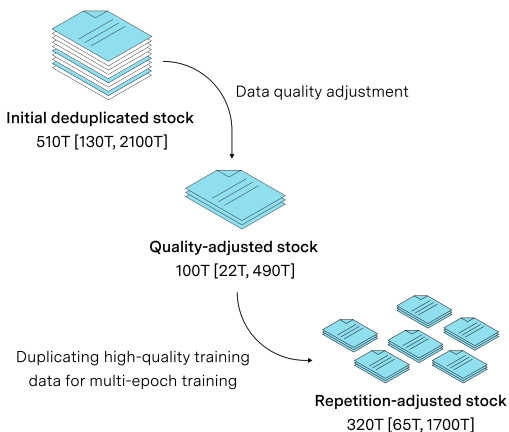 Data quality adjustment
Initial deduplicated stock
510T [130T, 2100T]
Quality-adjusted stock
100T [22T, 490T]
Duplicating high-quality training
data for multi-epoch training
Repetition-adjusted stock
320T [65T, 1700T]